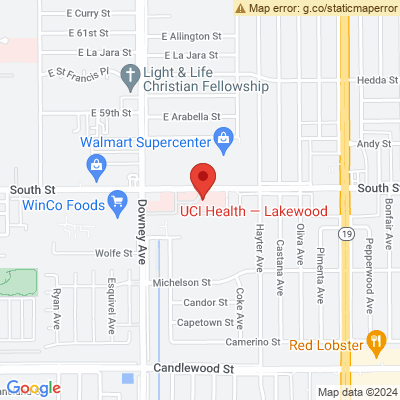 Map error: g.co/staticmaperror
E Curry St
E Allington St
E 61st St
E La Jara St
E La Jara St
E St Francis Pl
Light & Life
Christian Fellowship
Hedda St
E 59th St
E Arabella St
Walmart Supercenter
Andy St
South St
South St
WinCo Foods
UCI Health – Lakewood
Downey Ave
Hayter Ave
Castana Ave
Oliva Ave
Pimenta Ave
Pepperwood Ave
Bonfair Ave
19
Wolfe St
Esquivel Ave
Ryan Ave
Michelson St
Candor St
Coke Ave
Capetown St
Camerino St
Red Lobster
Candlewood St
Google
Map data ©2024